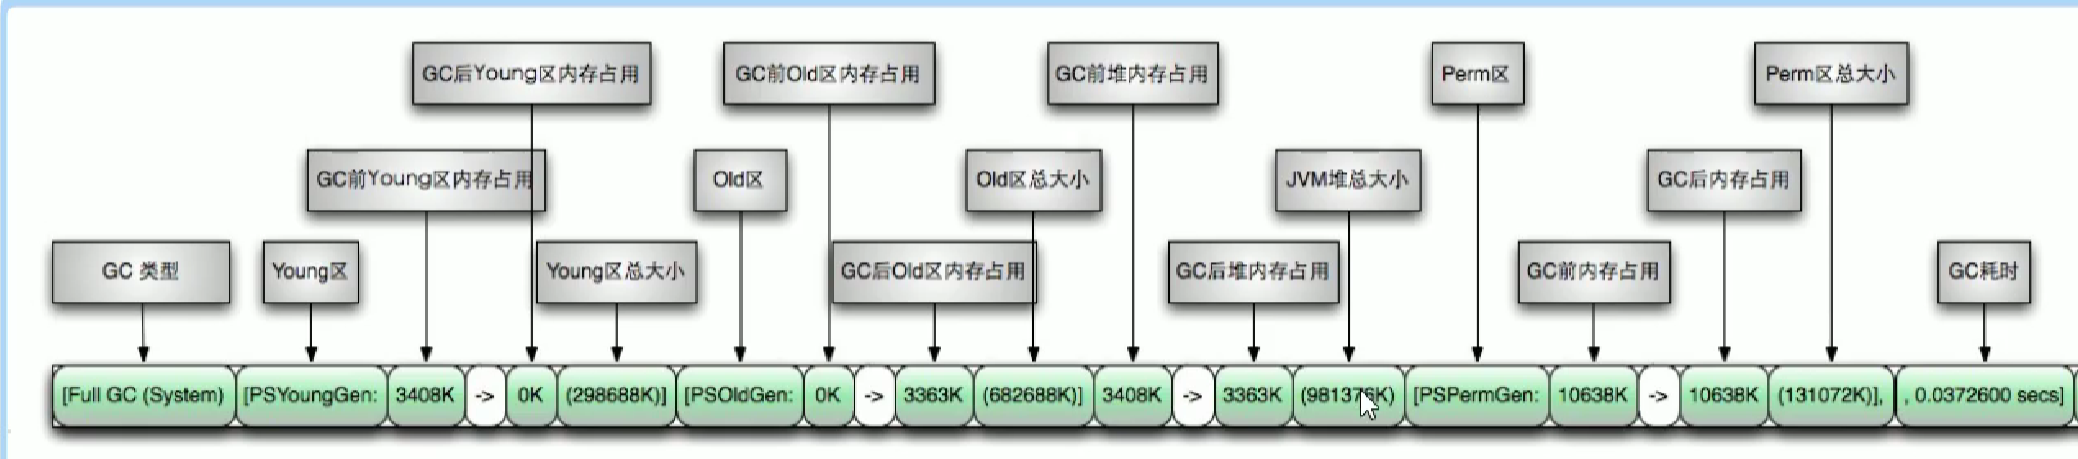 GC后Young区内存占用
GC前Old区内存占用
GC前堆内存占用
Perm区
Perm区总大小
GC前Young区内存占用
Old区
Old区总大小
JVM堆总大小
GC后内存占用
GC 类型
Young区
Young区总大小
GC后Old区内存占用
GC后堆内存占用
GC前内存占用
GC耗时
[Full GC (System) [PSYoungGen: 3408K -> 0K (298688K)] [PSOldGen: 0K -> 3363K (682688K)] 3408K -> 3363K (981376K) [PSPermGen: 10638K -> 10638K (131072K)], , 0.0372600 secs]